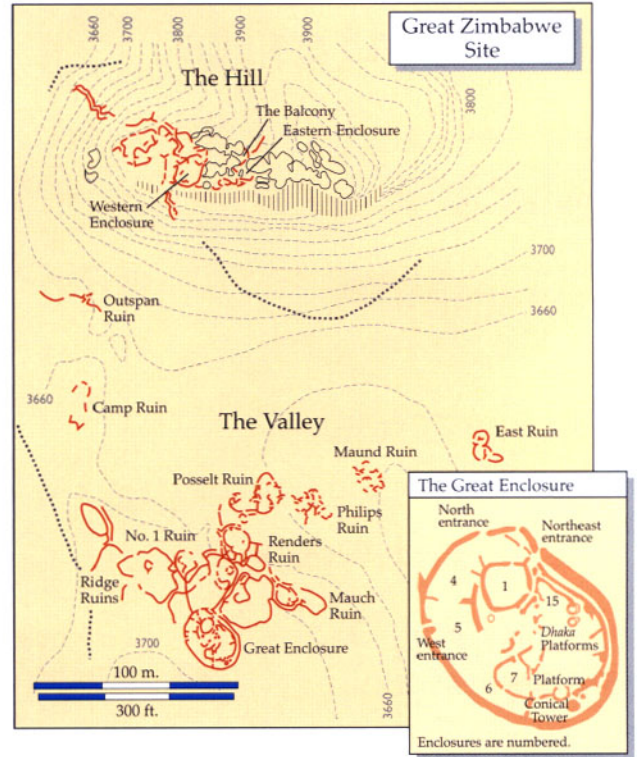 3660
3700
3800
3900
3900
Great Zimbabwe
Site
The Hill
3800
The Balcony
Eastern Enclosure
Western
Enclosure
3700
Outspan
Ruin
3660
3660
Camp Ruin
The Valley
East Ruin
Maund Ruin
Posselt Ruin
Philips
Ruin
No. 1 Ruin
Renders
Ruin
Ridge
Ruins
Mauch
Ruin
3700
Great Enclosure
3660
100 m.
300 ft.
The Great Enclosure
North
entrance
Northeast
entrance
4
1
15
5
Dhaka
Platforms
West
entrance
7
Platform
6
Conical
Tower
Enclosures are numbered.